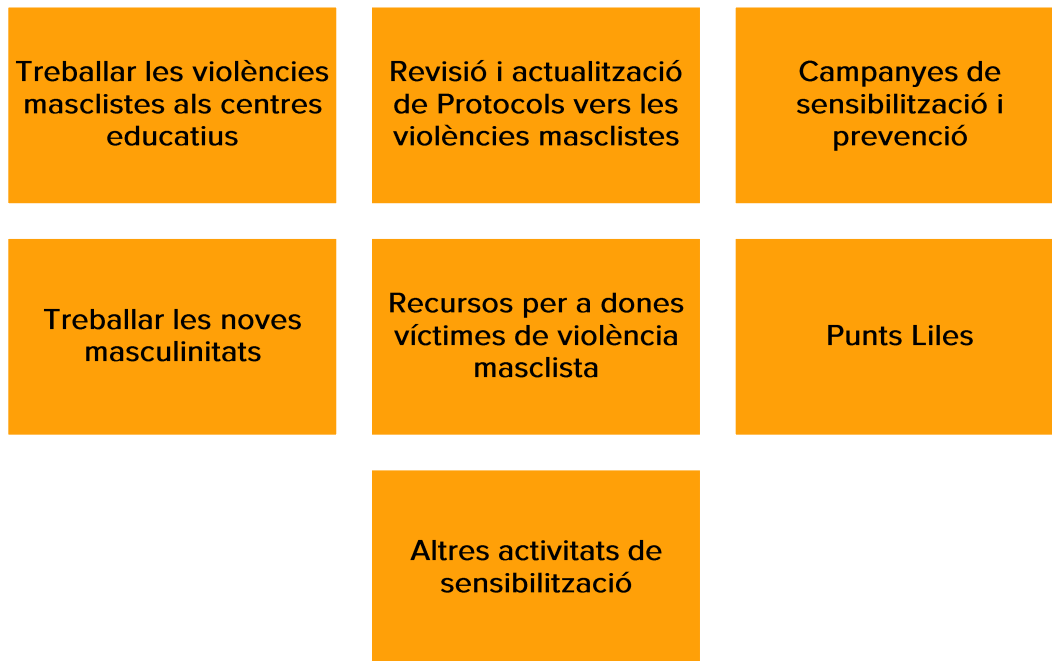 Treballar les violències
masclistes als centres
educatius
Revisió i actualització
de Protocols vers les
violències masclistes
Campanyes de
sensibilització i
prevenció
Treballar les noves
masculinitats
Recursos per a dones
víctimes de violència
masclista
Punts Liles
Altres activitats de
sensibilització